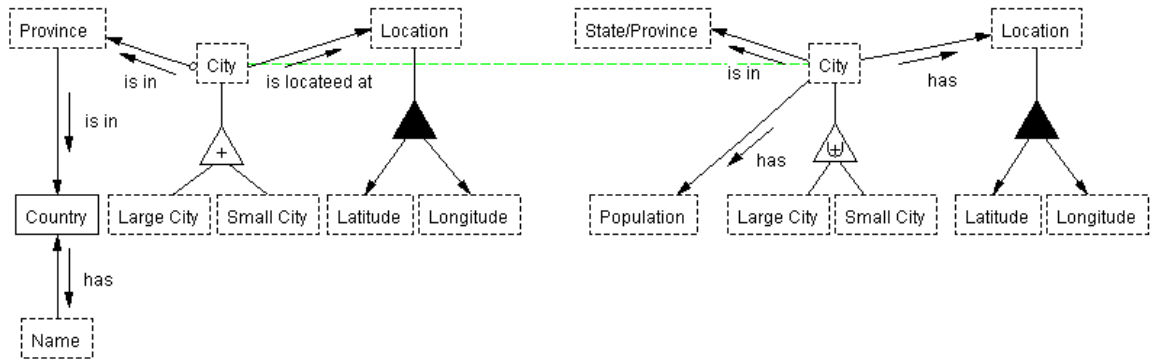 Province
Location
State/Province
Location
City
City
is in
is locateed at
is in
has
is in
+
has
⊎
Country
Large City
Small City
Latitude
Longitude
Population
Large City
Small City
Latitude
Longitude
has
Name